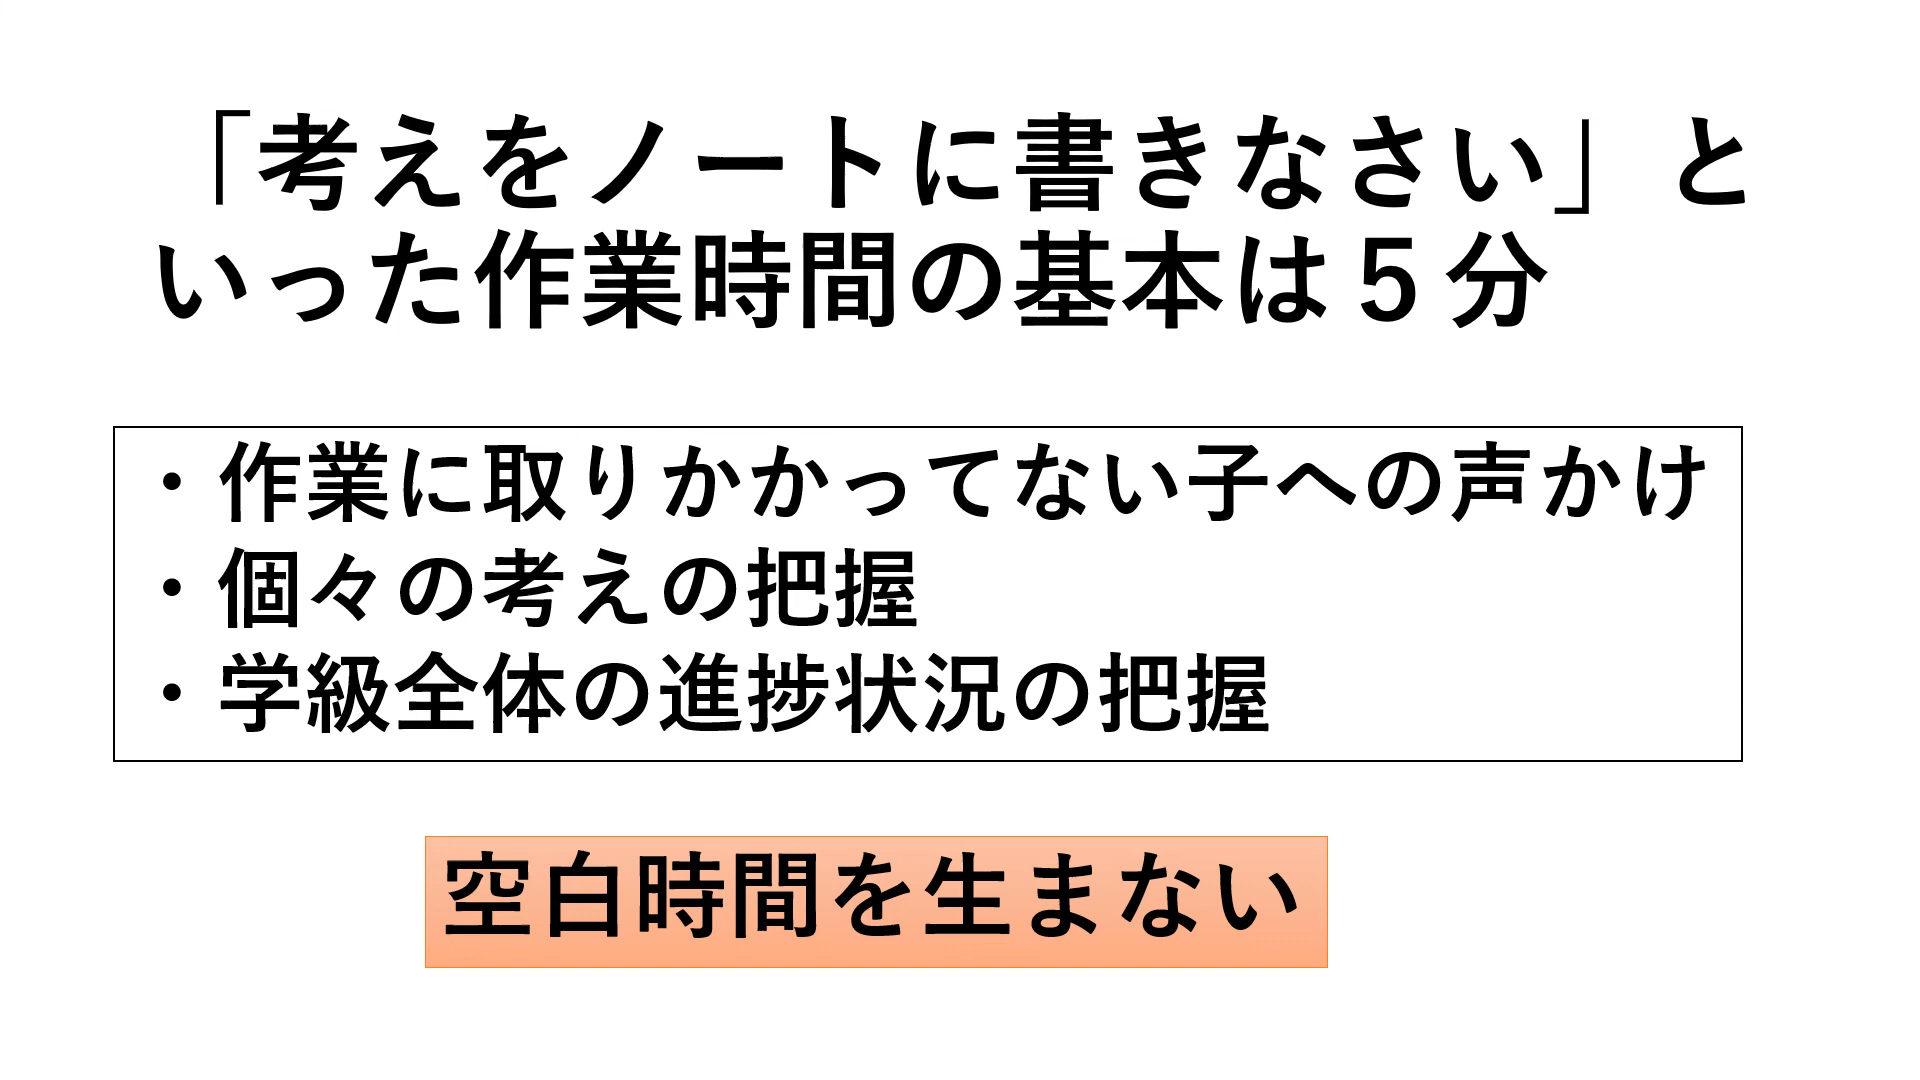 「考えをノートに書きなさい」と
いった作業時間の基本は５分
・作業に取りかかってない子への声かけ
・個々の考えの把握
・学級全体の進捗状況の把握
空白時間を生まない